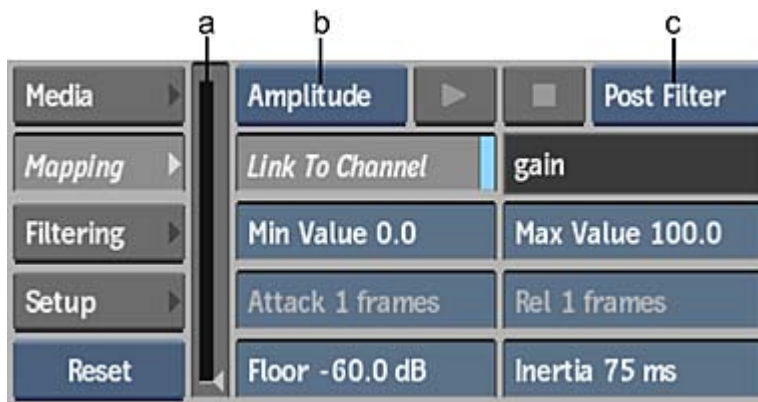 a b c
Media Amplitude Post Filter
Mapping Link To Channel gain
Filtering Min Value 0.0 Max Value 100.0
Setup Attack 1 frames Rel 1 frames
Reset Floor -60.0 dB Inertia 75 ms